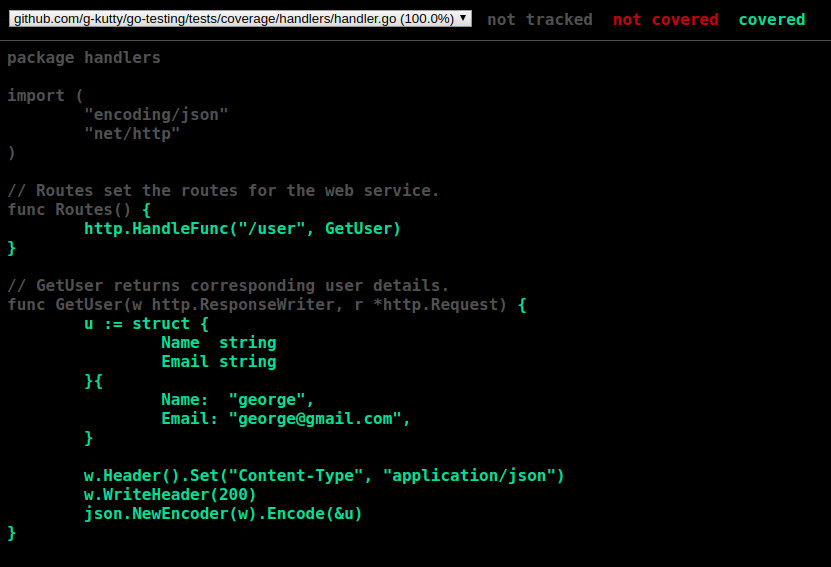 github.com/g-kutty/go-testing/tests/coverage/handlers/handler.go (100.0%) not tracked not covered covered
package handlers
import (
"encoding/json"
"net/http"
)
// Routes set the routes for the web service.
func Routes() {
http.HandleFunc("/user", GetUser)
}
// GetUser returns corresponding user details.
func GetUser(w http.ResponseWriter, r *http.Request) {
u := struct {
Name string
Email string
}{
Name: "george",
Email: "george@gmail.com",
}
w.Header().Set("Content-Type", "application/json")
w.WriteHeader(200)
json.NewEncoder(w).Encode(&u)
}